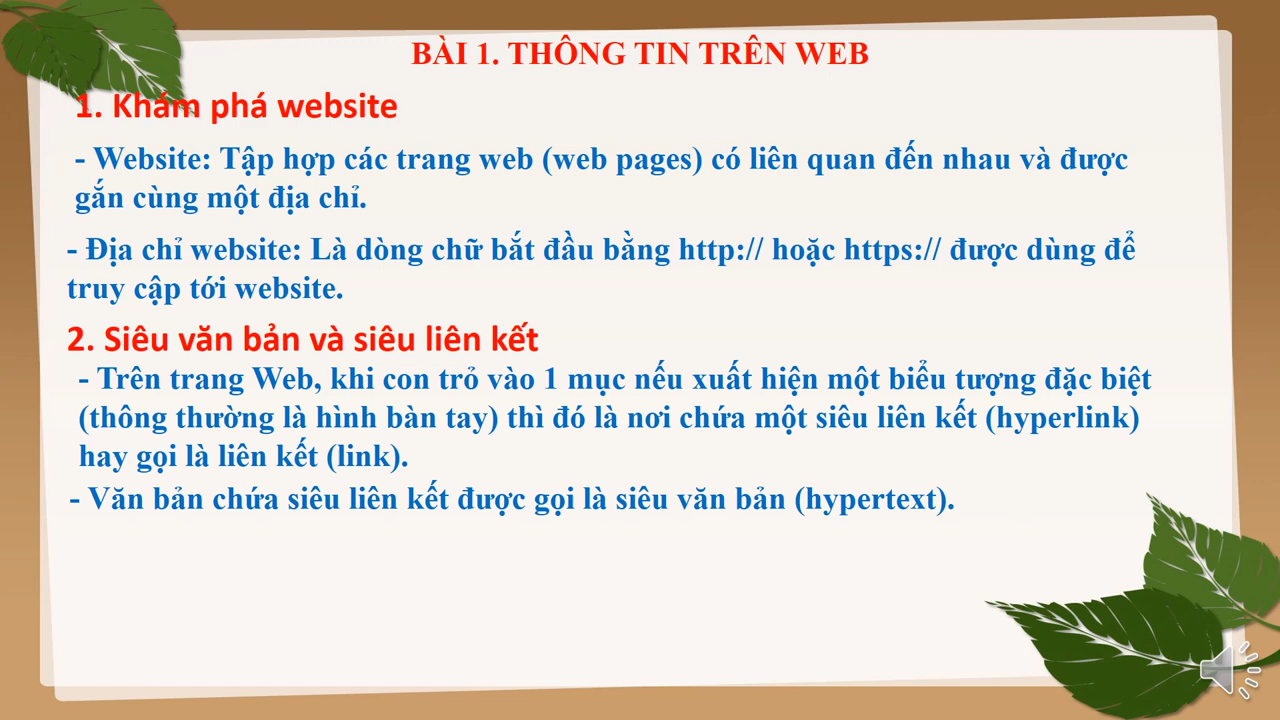 BÀI 1. THÔNG TIN TRÊN WEB
1. Khám phá website
- Website: Tập hợp các trang web (web pages) có liên quan đến nhau và được
gắn cùng một địa chỉ.
- Địa chỉ website: Là dòng chữ bắt đầu bằng http:// hoặc https:// được dùng để
truy cập tới website.
2. Siêu văn bản và siêu liên kết
- Trên trang Web, khi con trỏ vào 1 mục nếu xuất hiện một biểu tượng đặc biệt
(thông thường là hình bàn tay) thì đó là nơi chứa một siêu liên kết (hyperlink)
hay gọi là liên kết (link).
- Văn bản chứa siêu liên kết được gọi là siêu văn bản (hypertext).